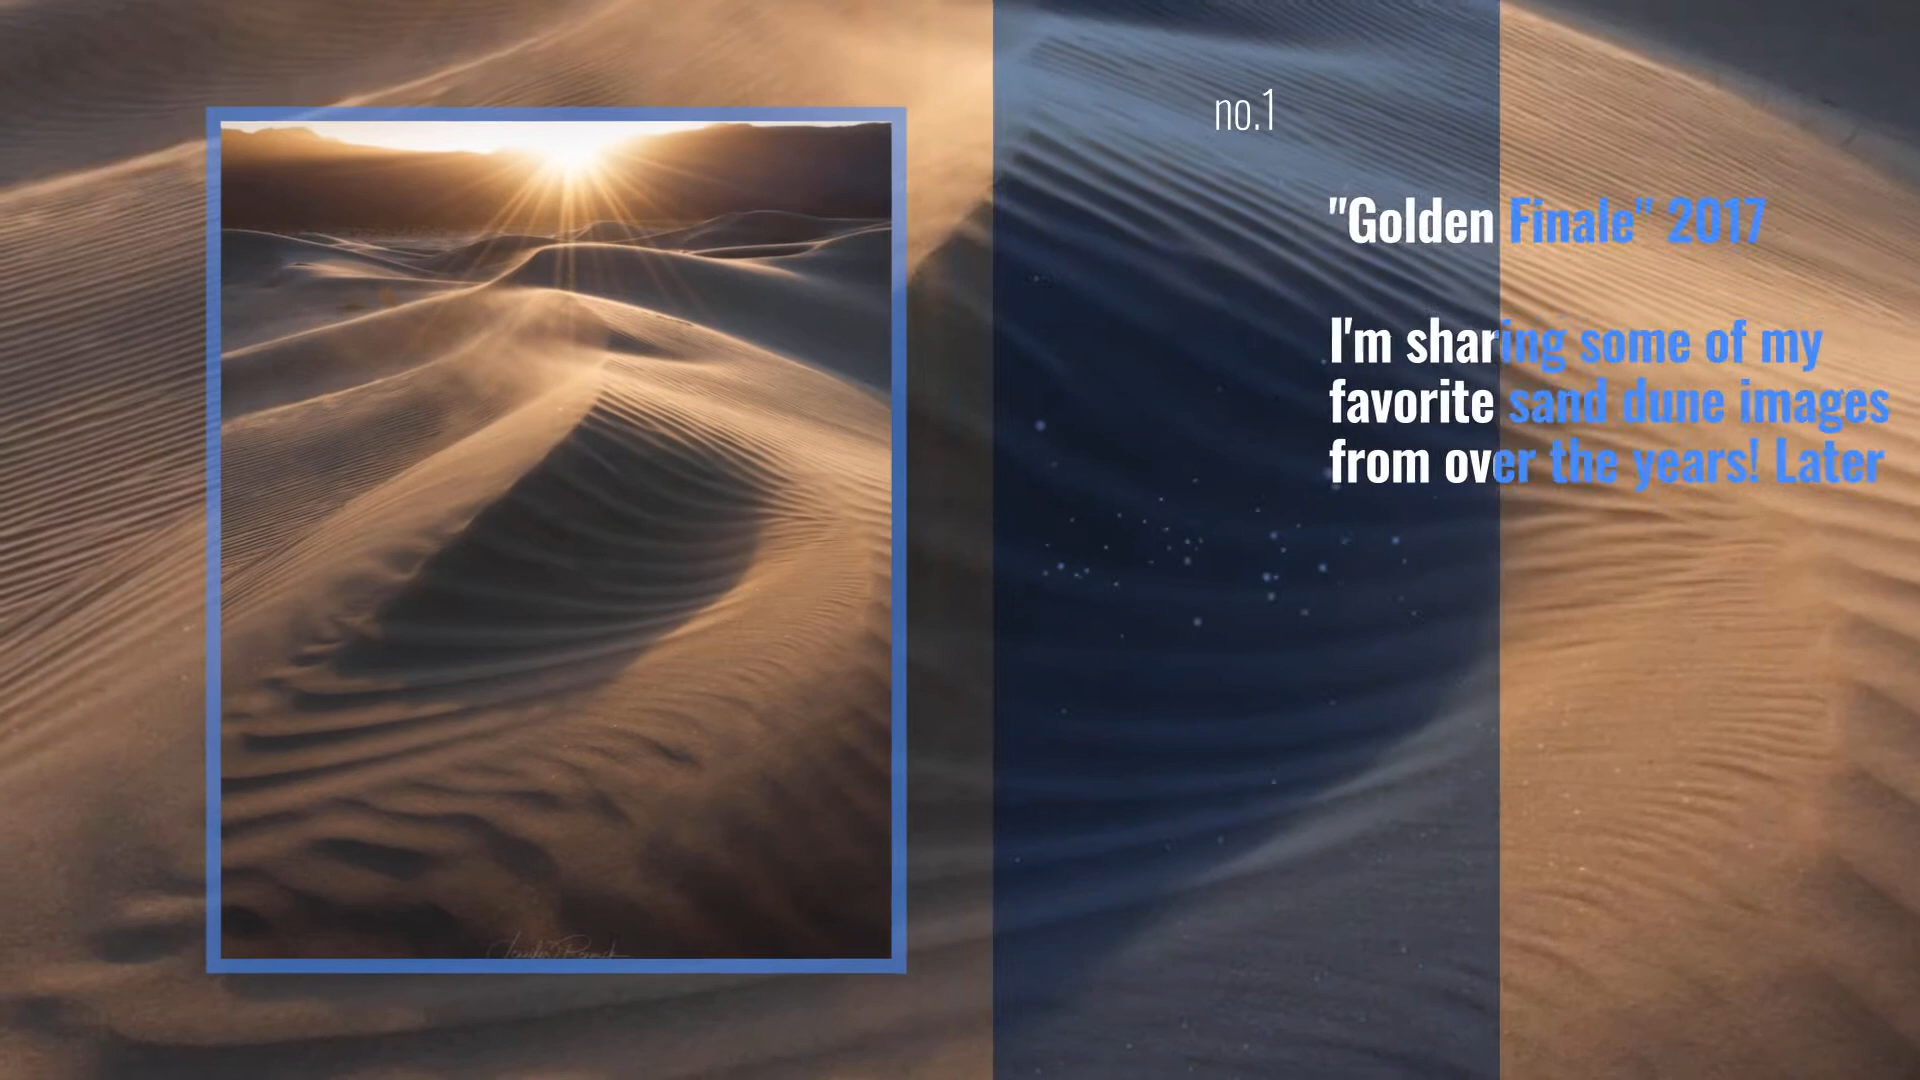 no.1
"Golden Finale" 2017
I'm sharing some of my
favorite sand dune images
from over the years! Later